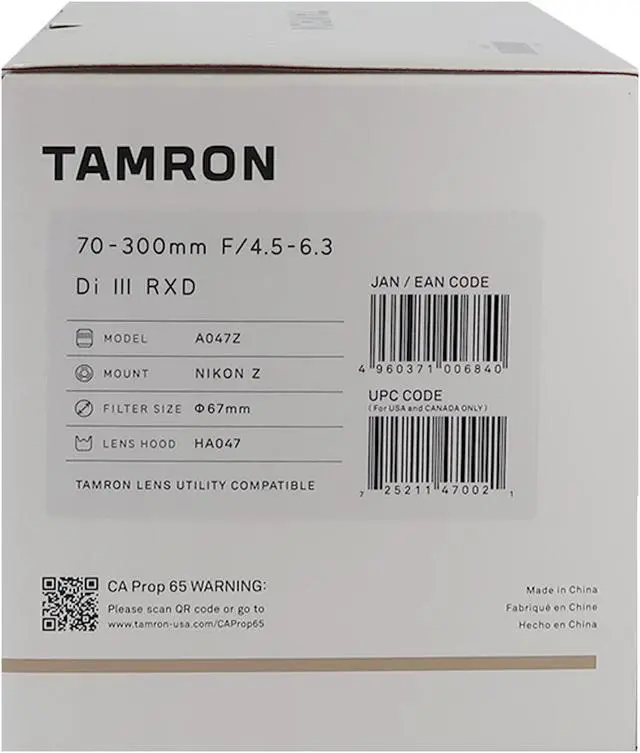 TAMRON
70-300mm F/4.5-6.3
Di III RXD
MODEL A047Z
MOUNT NIKON Z
FILTER SIZE Φ67mm
LENS HOOD HA047
TAMRON LENS UTILITY COMPATIBLE
JAN / EAN CODE
4 960371 006840
UPC CODE
(For USA and CANADA ONLY)
7 25211 47002 1
CA Prop 65 WARNING:
Please scan QR code or go to
www.tamron-usa.com/CAProp65
Made in China
Fabriqué en Chine
Hecho en China